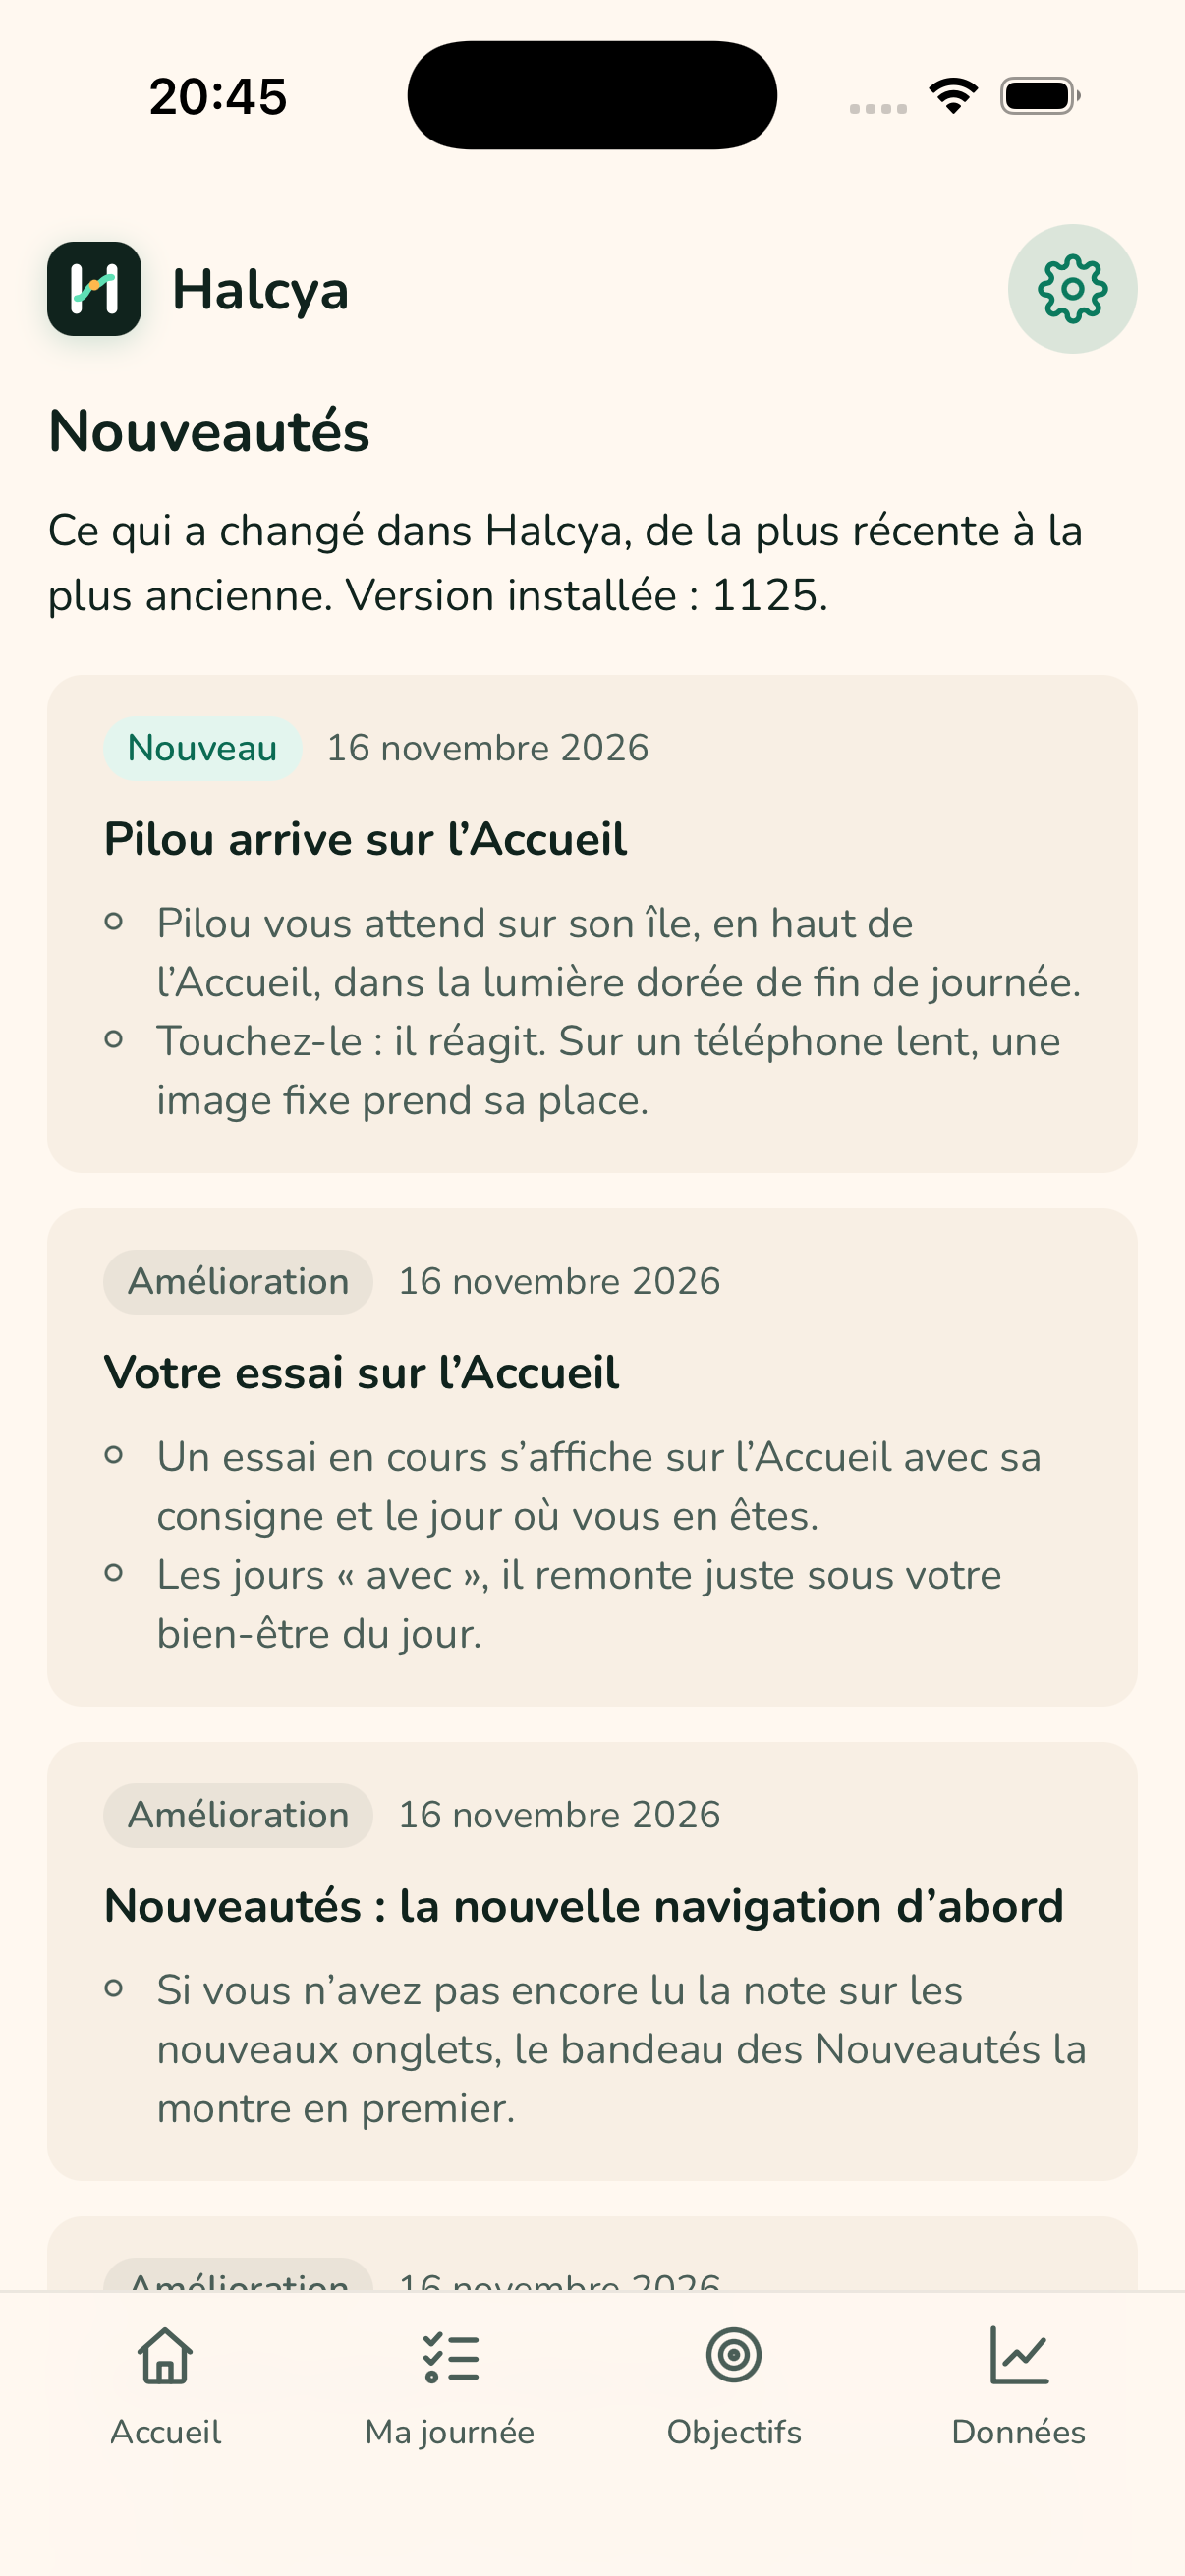 20:45
Halcya
Nouveautés
Ce qui a changé dans Halcya, de la plus récente à la
plus ancienne. Version installée : 1125.
Nouveau 16 novembre 2026
Pilou arrive sur l’Accueil
Pilou vous attend sur son île, en haut de
l’Accueil, dans la lumière dorée de fin de journée.
Touchez-le : il réagit. Sur un téléphone lent, une
image fixe prend sa place.
Amélioration 16 novembre 2026
Votre essai sur l’Accueil
Un essai en cours s’affiche sur l’Accueil avec sa
consigne et le jour où vous en êtes.
Les jours « avec », il remonte juste sous votre
bien-être du jour.
Amélioration 16 novembre 2026
Nouveautés : la nouvelle navigation d’abord
Si vous n’avez pas encore lu la note sur les
nouveaux onglets, le bandeau des Nouveautés la
montre en premier.
Amélioration 16 novembre 2026
Accueil Ma journée Objectifs Données